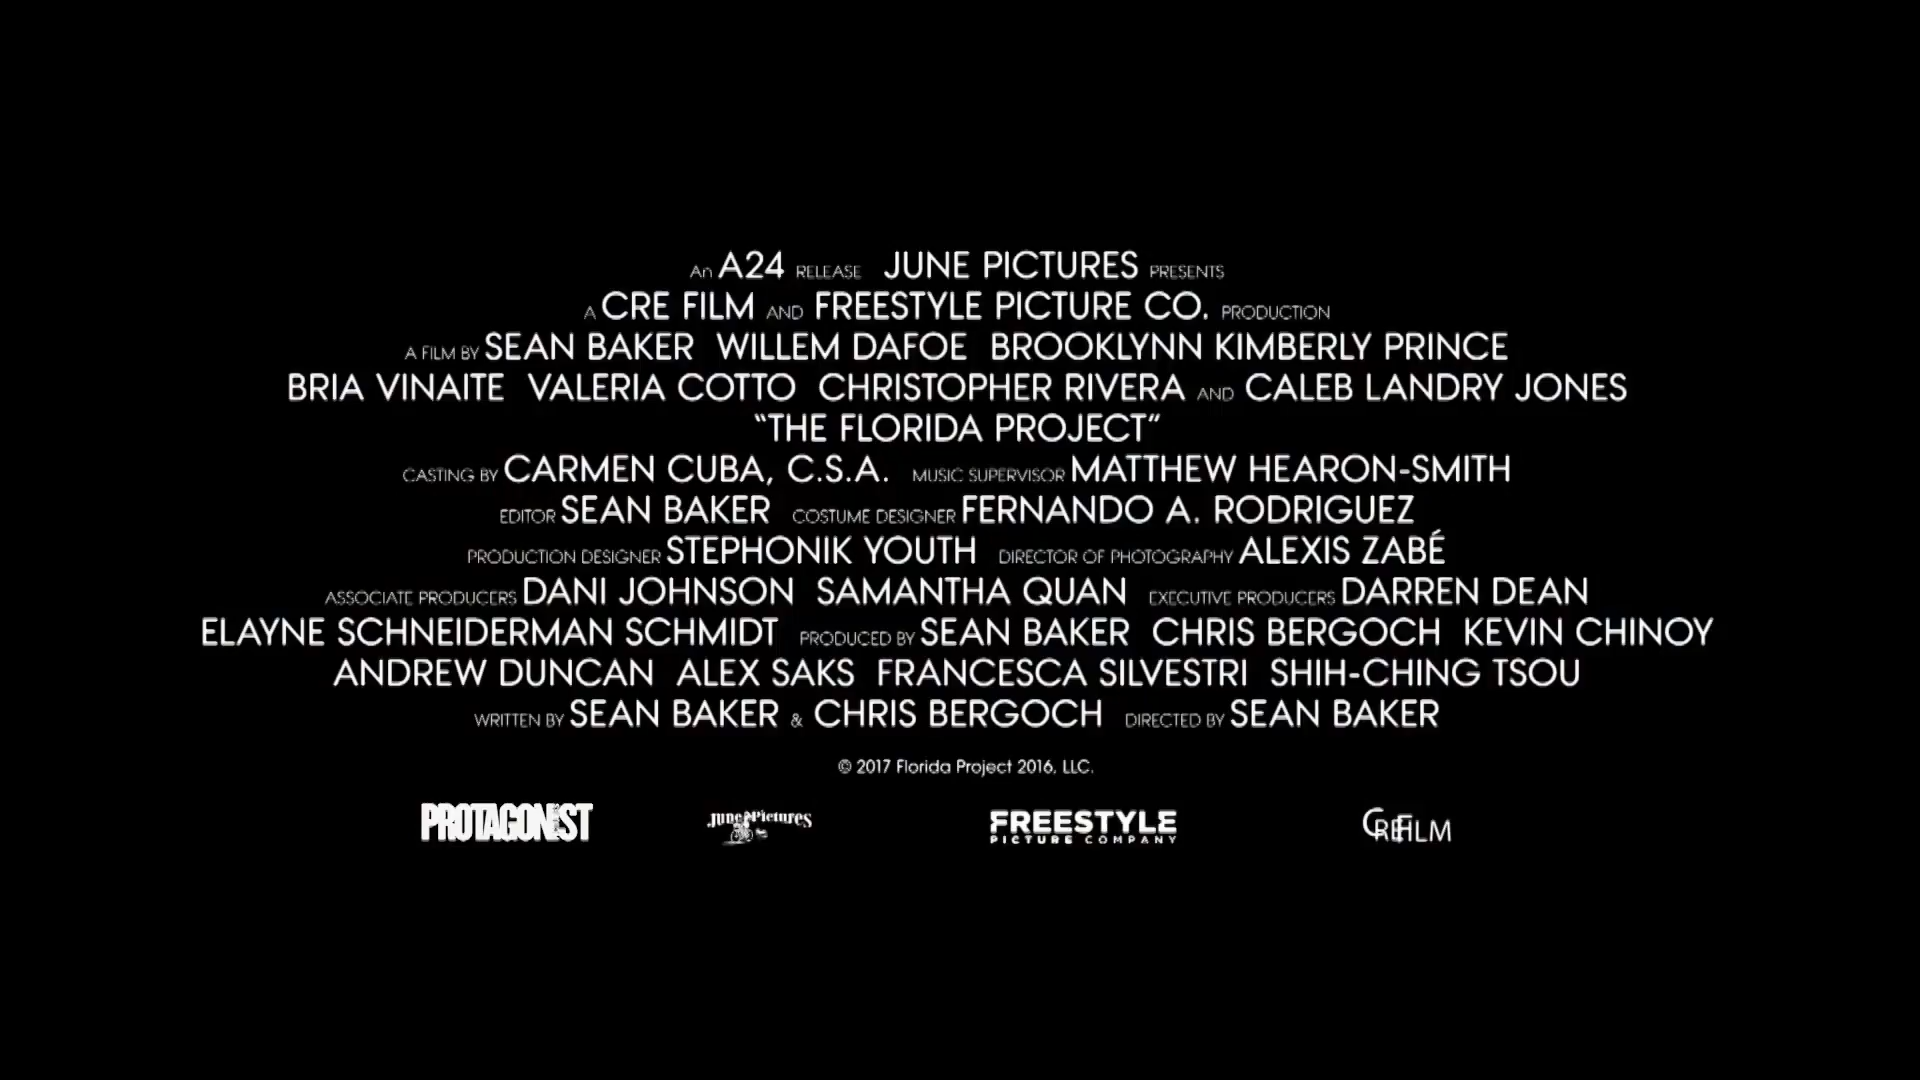 An A24 RELEASE JUNE PICTURES PRESENTS
A CRE FILM AND FREESTYLE PICTURE CO. PRODUCTION
A FILM BY SEAN BAKER WILLEM DAFOE BROOKLYNN KIMBERLY PRINCE
BRIA VINAITE VALERIA COTTO CHRISTOPHER RIVERA AND CALEB LANDRY JONES
“THE FLORIDA PROJECT”
CASTING BY CARMEN CUBA, C.S.A. MUSIC SUPERVISOR MATTHEW HEARON-SMITH
EDITOR SEAN BAKER COSTUME DESIGNER FERNANDO A. RODRIGUEZ
PRODUCTION DESIGNER STEPHONIK YOUTH DIRECTOR OF PHOTOGRAPHY ALEXIS ZABÉ
ASSOCIATE PRODUCERS DANI JOHNSON SAMANTHA QUAN EXECUTIVE PRODUCERS DARREN DEAN
ELAYNE SCHNEIDERMAN SCHMIDT PRODUCED BY SEAN BAKER CHRIS BERGOCH KEVIN CHINOY
ANDREW DUNCAN ALEX SAKS FRANCESCA SILVESTRI SHIH-CHING TSOU
WRITTEN BY SEAN BAKER & CHRIS BERGOCH DIRECTED BY SEAN BAKER
© 2017 Florida Project 2016, LLC.
PROTAGONIST June Pictures FREESTYLE CRE FILM
PICTURE COMPANY